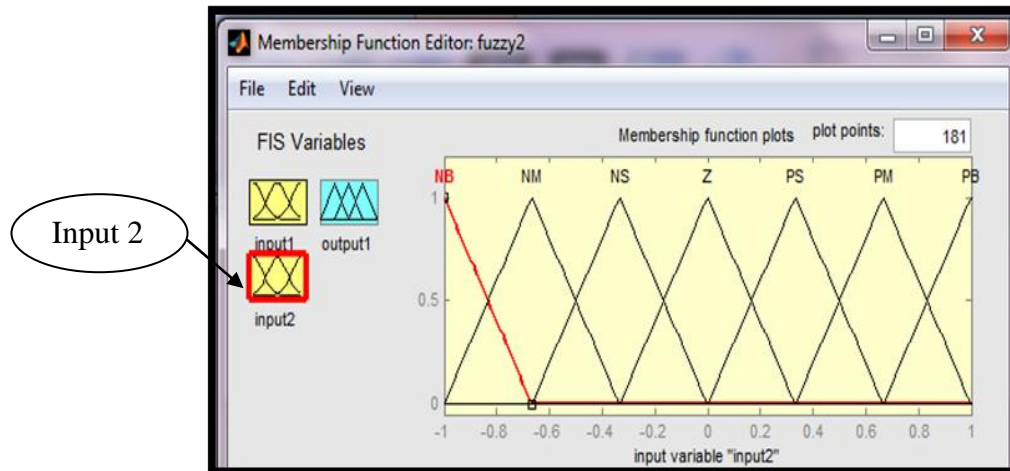 Membership Function Editor: fuzzy2
File Edit View
FIS Variables
Membership function plots plot points: 181
NB NM NS Z PS PM PB
1
0.5
0
-1 -0.8 -0.6 -0.4 -0.2 0 0.2 0.4 0.6 0.8 1
input variable "input2"
input1 output1
input2
Input 2